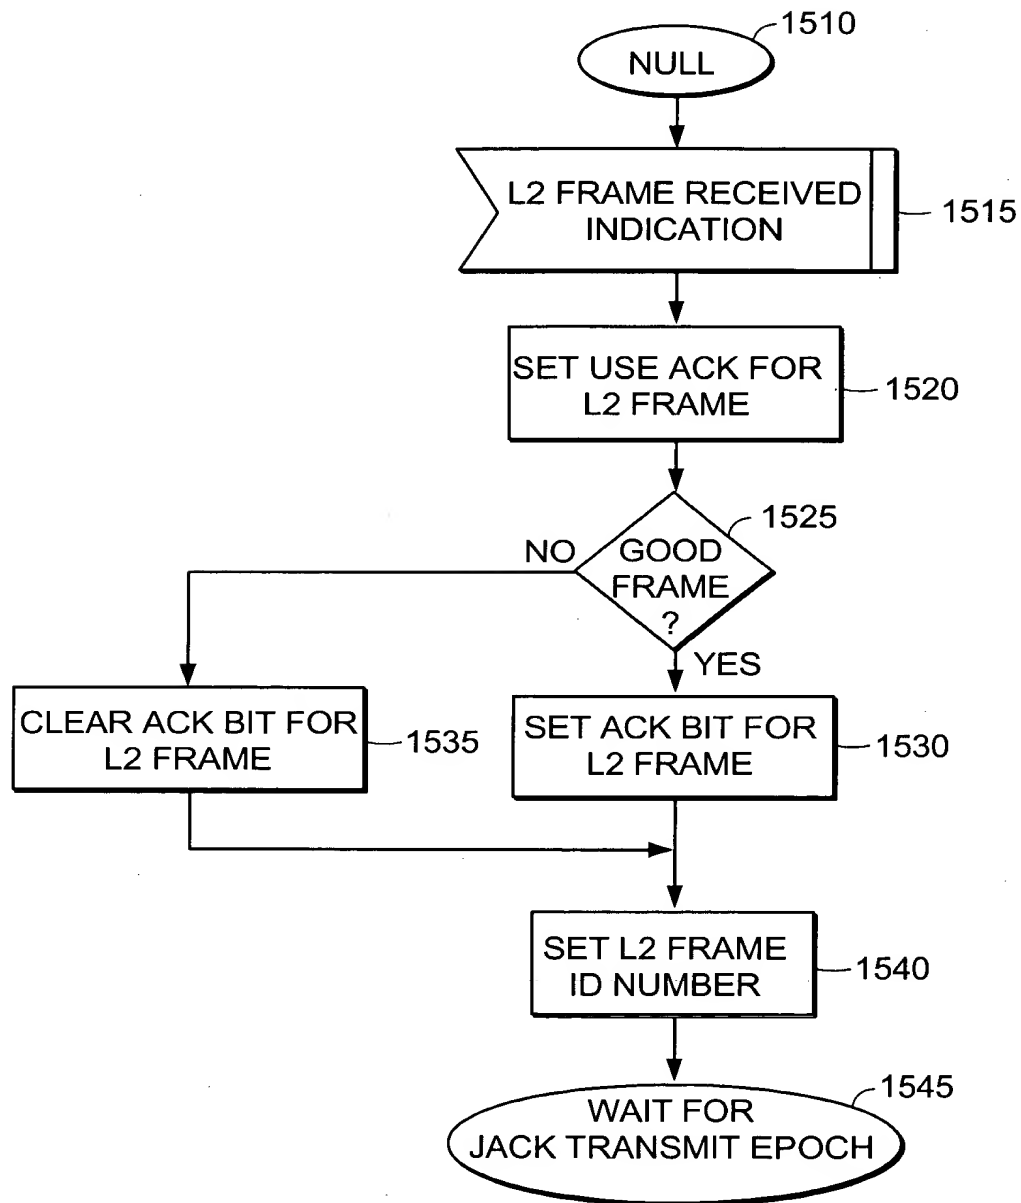 1510
NULL
L2 FRAME RECEIVED
INDICATION
1515
SET USE ACK FOR
L2 FRAME
1520
1525
NO
GOOD
FRAME
?
YES
CLEAR ACK BIT FOR
L2 FRAME
1535
SET ACK BIT FOR
L2 FRAME
1530
SET L2 FRAME
ID NUMBER
1540
1545
WAIT FOR
JACK TRANSMIT EPOCH